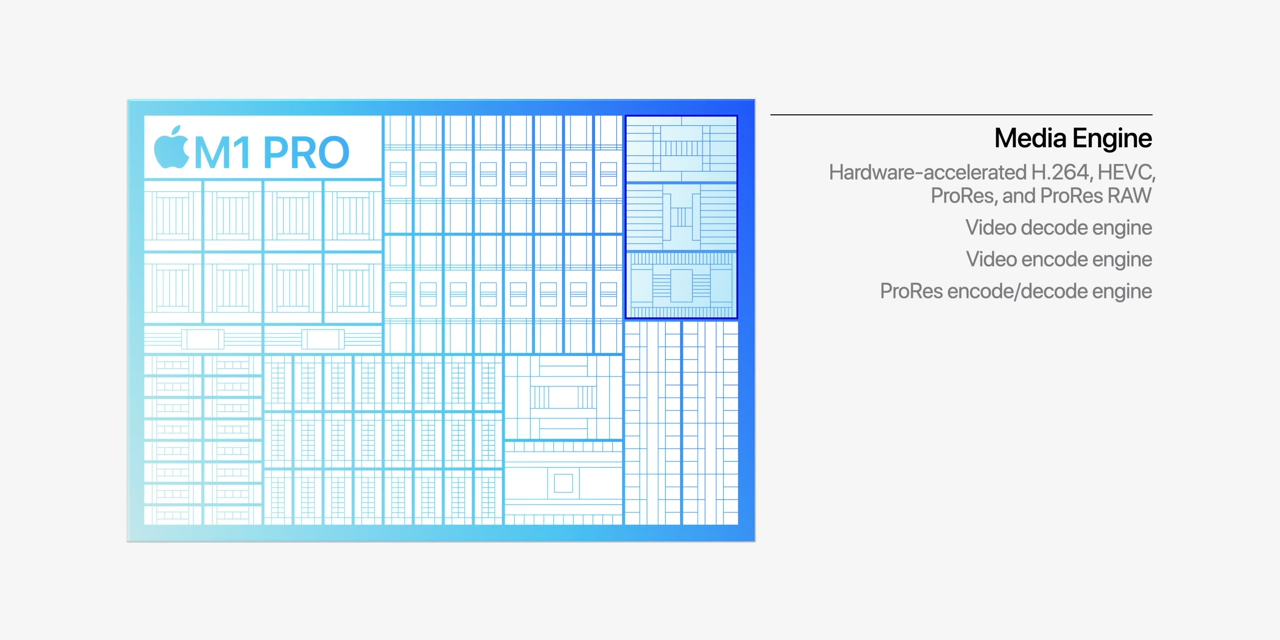 M1 PRO
Media Engine
Hardware-accelerated H.264, HEVC,
ProRes, and ProRes RAW
Video decode engine
Video encode engine
ProRes encode/decode engine